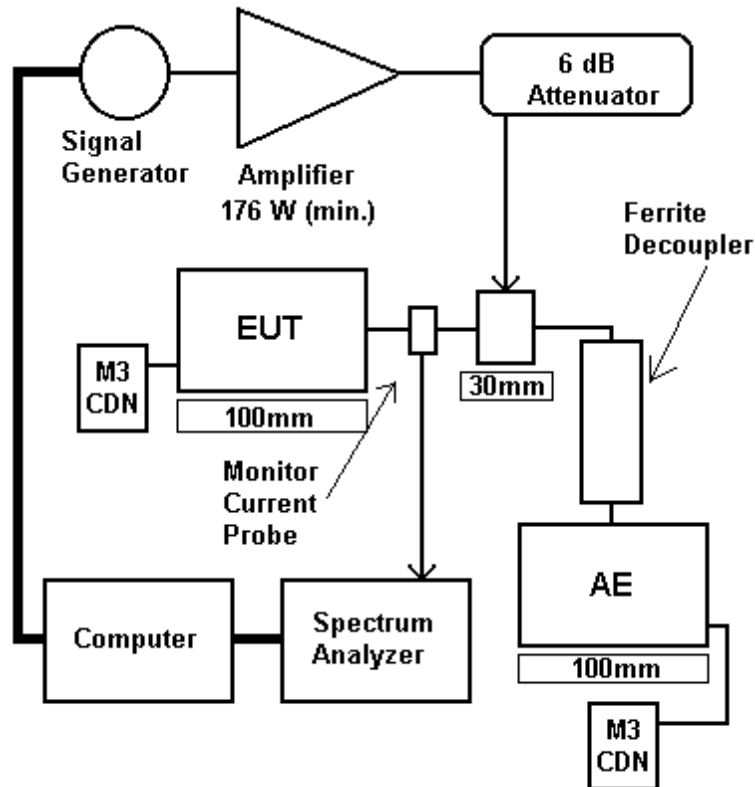 6 dB
Attenuator
Signal
Generator
Amplifier
176 W (min.)
Ferrite
Decoupler
EUT
M3
CDN
30mm
100mm
Monitor
Current
Probe
AE
Computer
Spectrum
Analyzer
100mm
M3
CDN